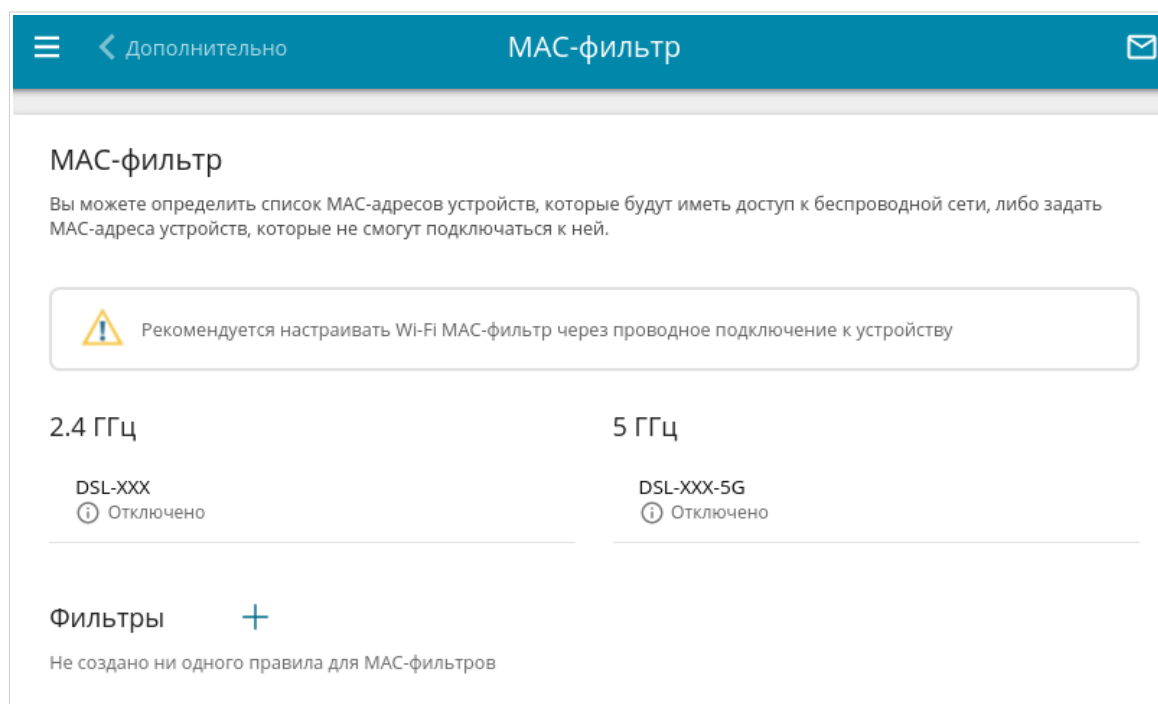 Дополнительно
MAC-фильтр
MAC-фильтр
Вы можете определить список MAC-адресов устройств, которые будут иметь доступ к беспроводной сети, либо задать
MAC-адреса устройств, которые не смогут подключаться к ней.
Рекомендуется настраивать Wi-Fi MAC-фильтр через проводное подключение к устройству
2.4 ГГц
5 ГГц
DSL-XXX
DSL-XXX-5G
Отключено
Отключено
Фильтры
Не создано ни одного правила для MAC-фильтров